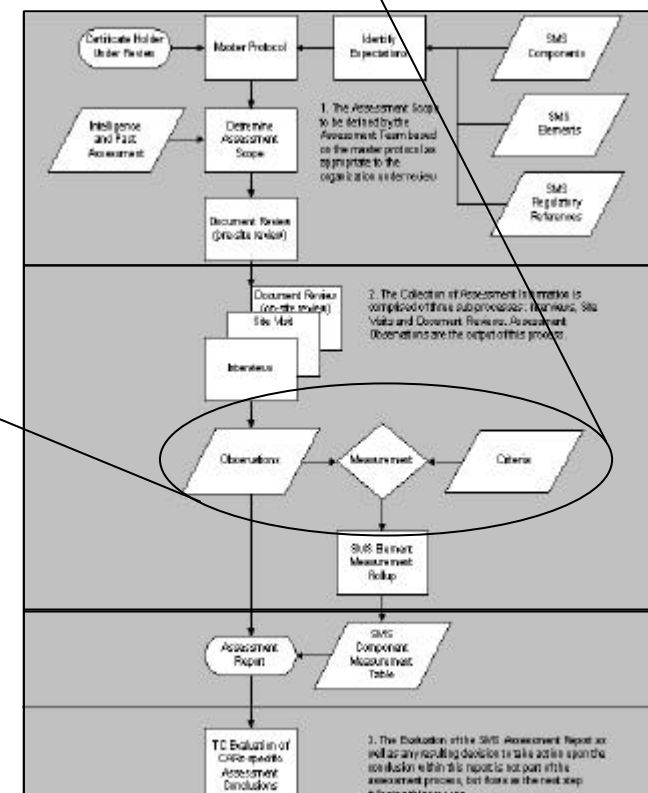 Certificate Holder
Under Review
Master Protocol
Identify
Expectations
SMS
Components
Intelligence
and Past
Assessment
Determine
Assessment
Scope
1. The Assessment Scope
to be defined by the
Assessment Team based
on the master protocol as
appropriate to the
organization under review
SMS
Elements
SMS
Regulatory
References
Document Review
(pre-site review)
Document Review
(on-site review)
Site Visit
Interviews
2. The Collection of Assessment Information is
comprised of three sub processes: Interviews, Site
Visits and Document Reviews. Assessment
Observations are the output of this process.
Observations
Measurement
Criteria
SMS Element
Measurement
Rollup
Assessment
Report
SMS
Component
Measurement
Table
TC Evaluation of
CARs-specific
Assessment
Conclusions
3. The Evaluation of the SMS Assessment Report as
well as any resulting decision to take action upon the
conclusion within this report is not part of the
assessment process, but flows as the next step